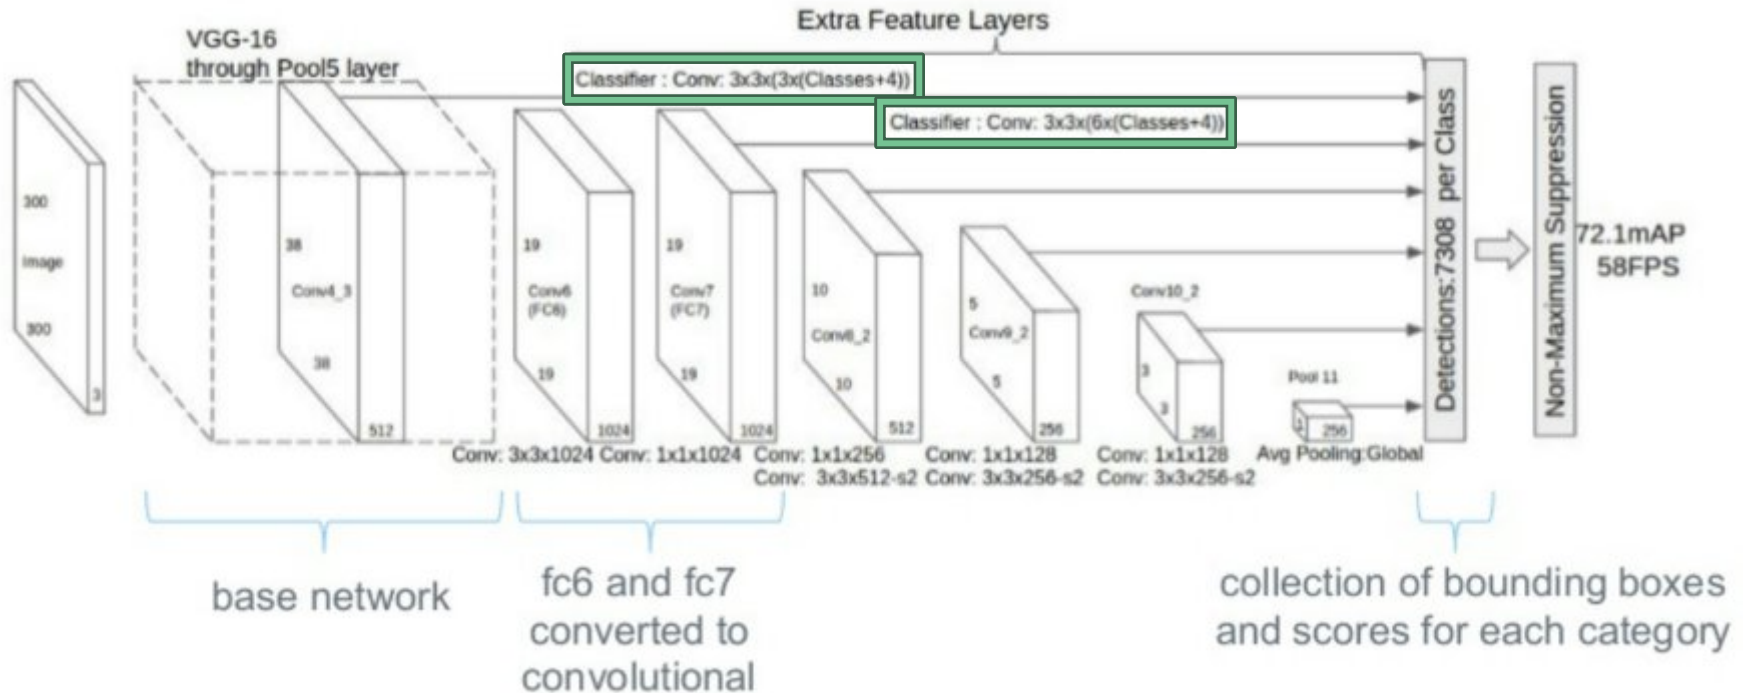 Extra Feature Layers
VGG-16
through Pool5 layer
Classifier : Conv: 3x3x(3x(Classes+4))
Classifier : Conv: 3x3x(6x(Classes+4))
300
Image
300
3
38
Conv4_3
38
512
19
Conv6
(FC6)
19
1024
19
Conv7
(FC7)
19
1024
10
Conv8_2
10
512
5
Conv9_2
5
256
Conv10_2
3
3
256
Pool 11
1
256
Detections:7308 per Class
Non-Maximum Suppression
72.1mAP
58FPS
Conv: 3x3x1024
Conv: 1x1x1024
Conv: 1x1x256
Conv: 3x3x512-s2
Conv: 1x1x128
Conv: 3x3x256-s2
Conv: 1x1x128
Conv: 3x3x256-s2
Avg Pooling:Global
base network
fc6 and fc7
converted to
convolutional
collection of bounding boxes
and scores for each category